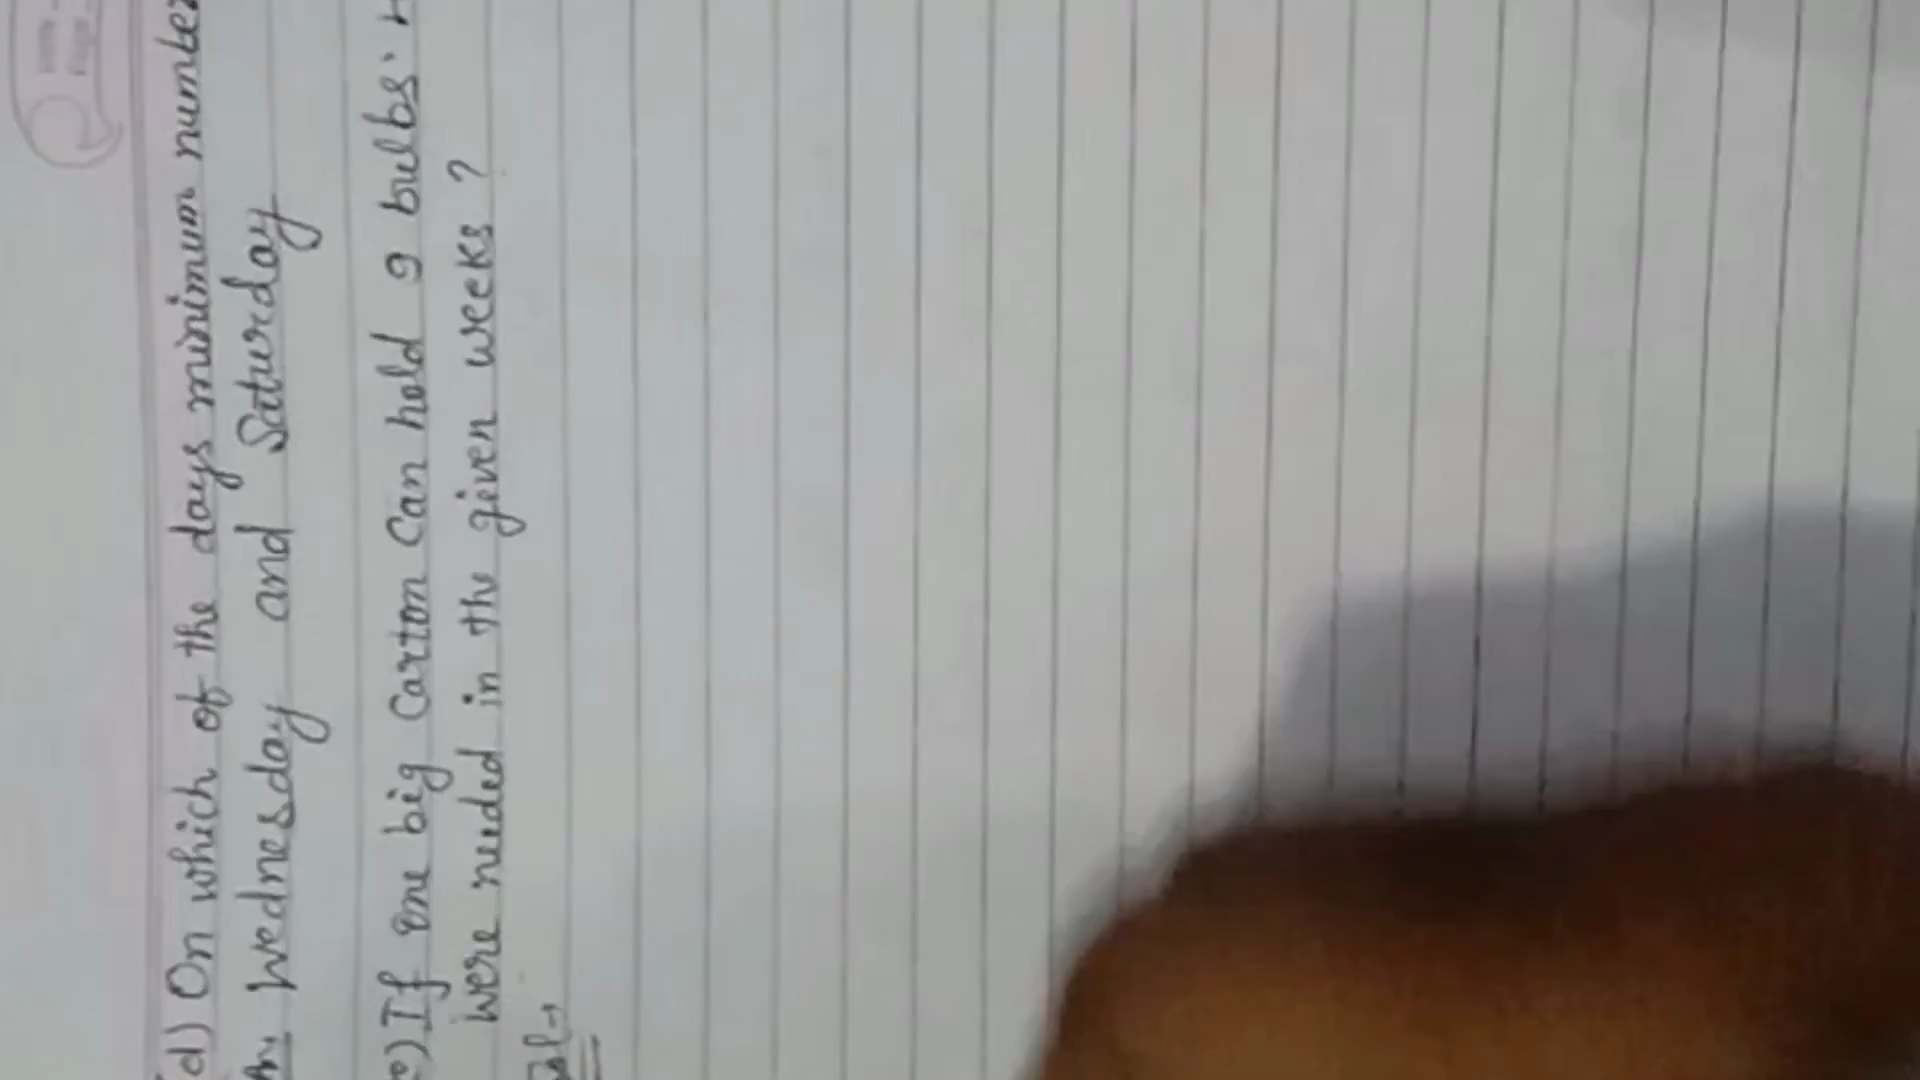 (d) On which of the days minimum number
Ans Wednesday and Saturday
(e) If one big Carton Can hold 9 bulbs.
were needed in the given weeks ?
Sol→